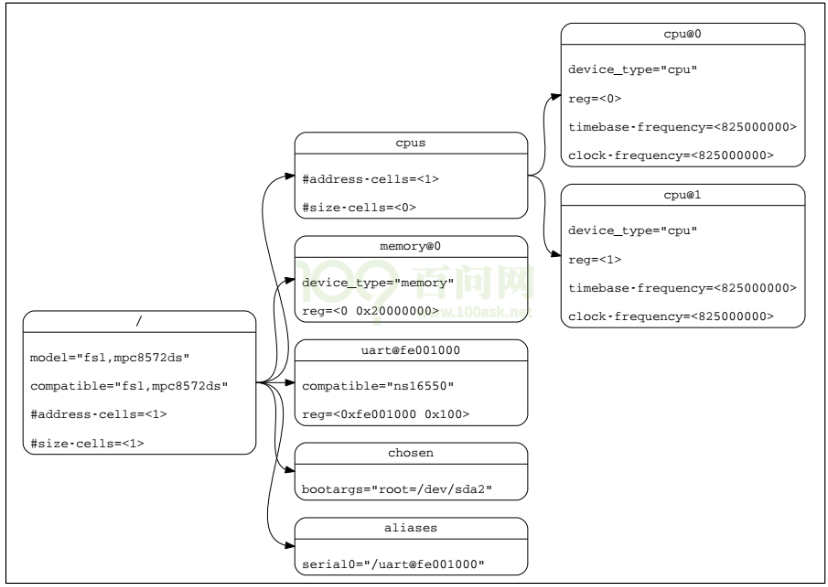 /
model="fsl,mpc8572ds"
compatible="fsl,mpc8572ds"
#address-cells=<1>
#size-cells=<1>
cpus
#address-cells=<1>
#size-cells=<0>
memory@0
device_type="memory"
reg=<0 0x20000000>
uart@fe001000
compatible="ns16550"
reg=<0xfe001000 0x100>
chosen
bootargs="root=/dev/sda2"
aliases
serial0="/uart@fe001000"
cpu@0
device_type="cpu"
reg=<0>
timebase-frequency=<825000000>
clock-frequency=<825000000>
cpu@1
device_type="cpu"
reg=<1>
timebase-frequency=<825000000>
clock-frequency=<825000000>
百问网
www.100ask.net